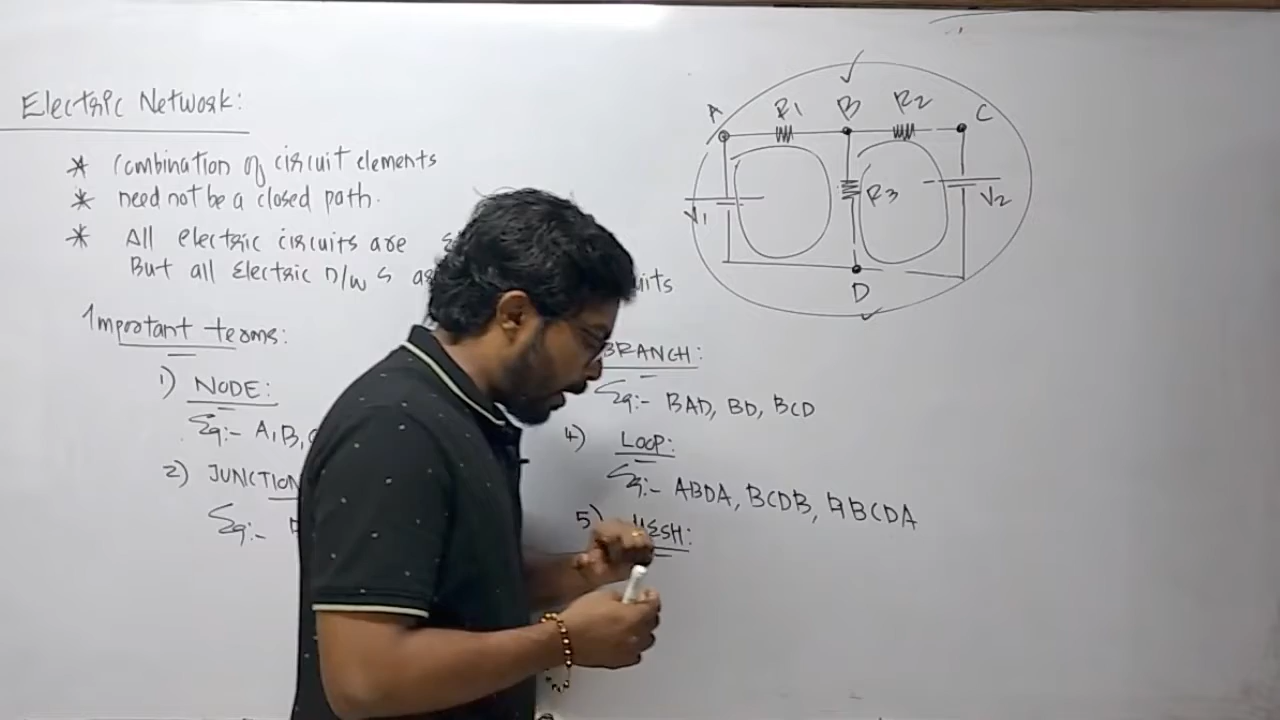 Electric Network:
* Combination of circuit elements
* need not be a closed path.
* All electric circuits are
But all Electric n/w s
Important terms:
1) NODE:
Eg:- A, B,
2) JUNCTION
Eg:-
BRANCH:
Eg:- BAD, BD, BCD
4) LOOP:
Eg:- ABDA, BCDB, ABCDA
5) MESH:
A R1 B R2 C
V1 R3 V2
D